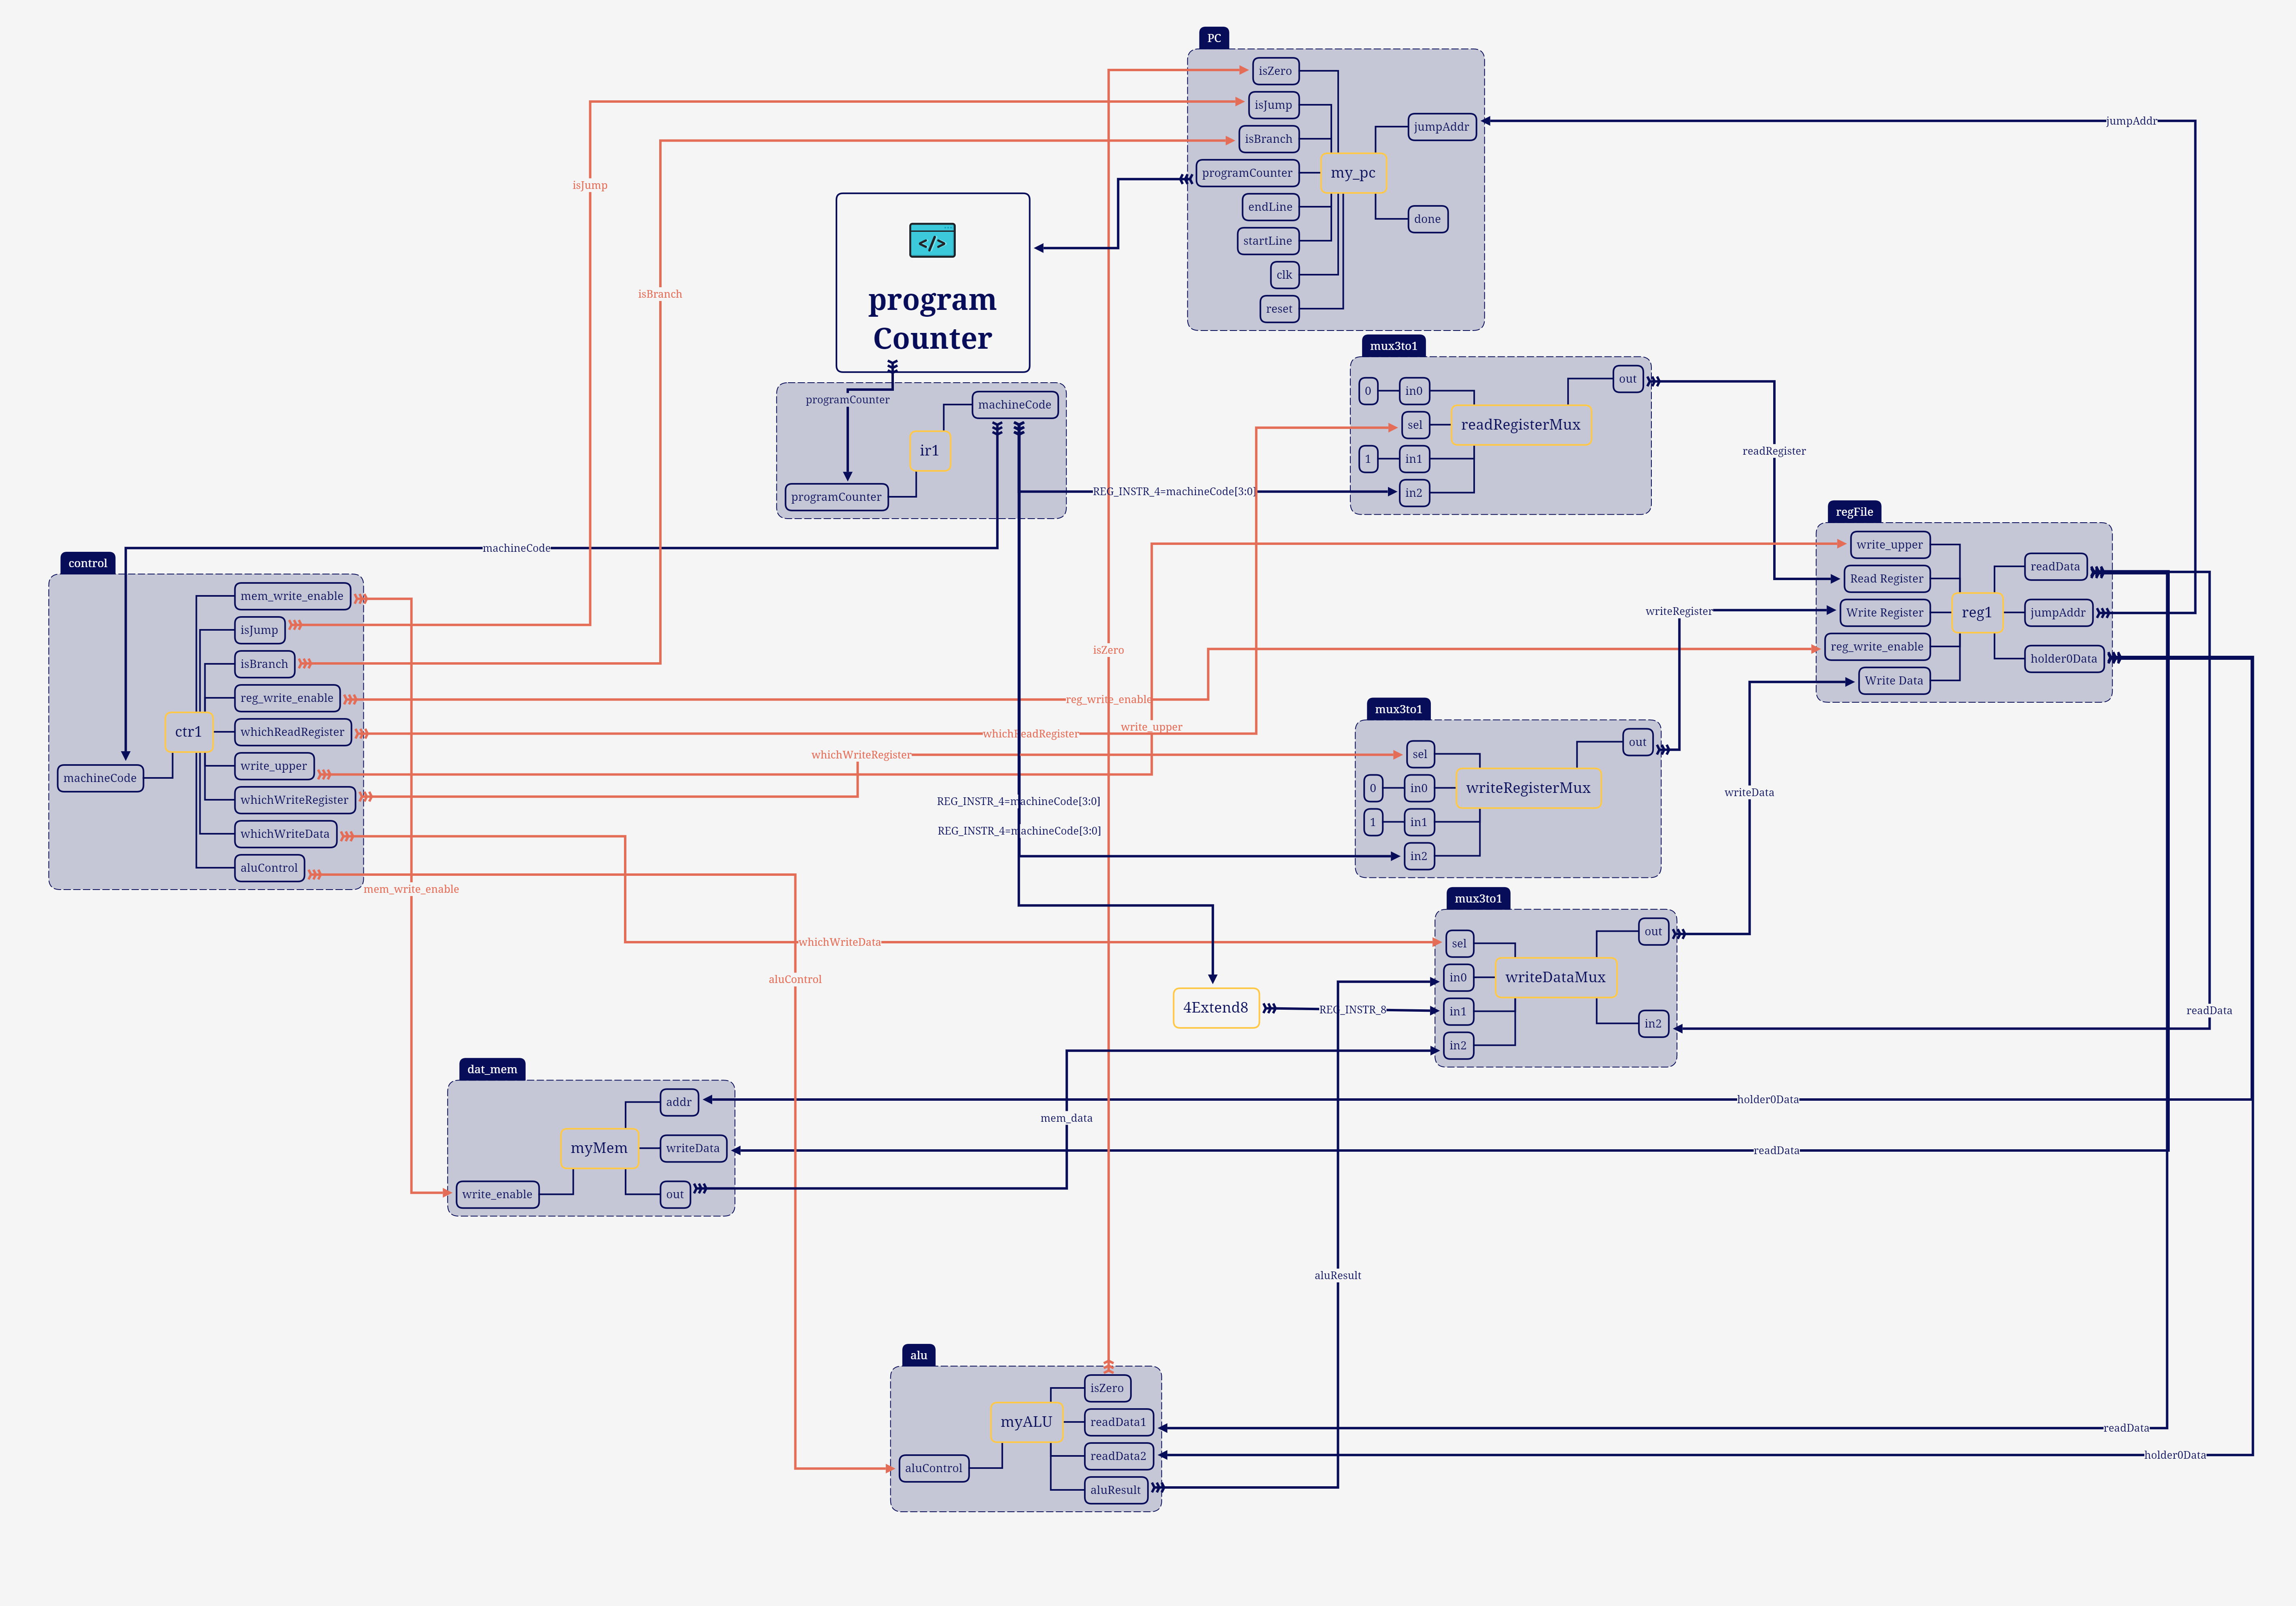 PC
isZero
isJump
isBranch
programCounter
endLine
startLine
clk
reset
my_pc
jumpAddr
done
jumpAddr
isJump
isBranch
</>
program
Counter
programCounter
machineCode
ir1
programCounter
mux3to1
0
in0
sel
1
in1
in2
readRegisterMux
out
REG_INSTR_4=machineCode[3:0]
readRegister
machineCode
regFile
write_upper
Read Register
Write Register
reg_write_enable
Write Data
reg1
readData
jumpAddr
holder0Data
writeRegister
control
mem_write_enable
isJump
isBranch
reg_write_enable
whichReadRegister
write_upper
whichWriteRegister
whichWriteData
aluControl
ctr1
machineCode
isZero
reg_write_enable
write_upper
whichReadRegister
whichWriteRegister
REG_INSTR_4=machineCode[3:0]
REG_INSTR_4=machineCode[3:0]
mux3to1
sel
0
in0
1
in1
in2
writeRegisterMux
out
writeData
mem_write_enable
whichWriteData
aluControl
mux3to1
sel
in0
in1
in2
writeDataMux
out
in2
4Extend8
REG_INSTR_8
readData
dat_mem
addr
myMem
writeData
write_enable
out
mem_data
holder0Data
readData
aluResult
alu
isZero
myALU
readData1
readData2
aluControl
aluResult
readData
holder0Data